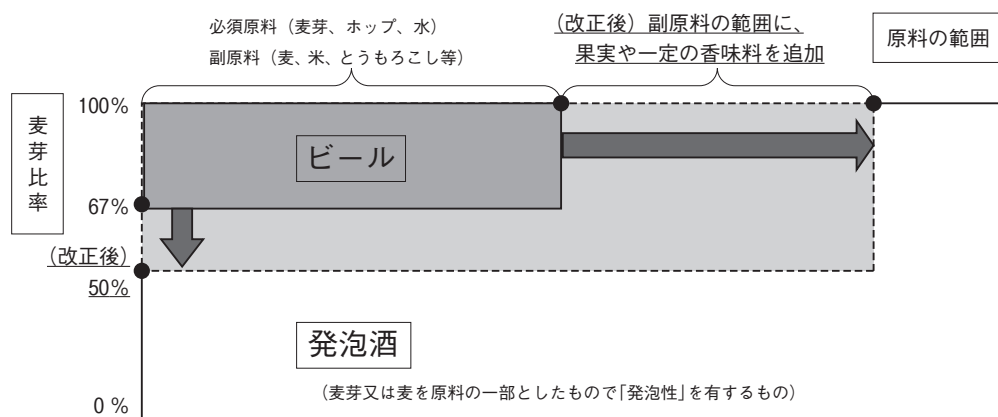 必須原料（麦芽、ホップ、水）
副原料（麦、米、とうもろこし等）
（改正後）副原料の範囲に、
果実や一定の香味料を追加
原料の範囲
麦芽比率
100%
ビール
67%
（改正後）
50%
発泡酒
（麦芽又は麦を原料の一部としたもので「発泡性」を有するもの）
0 %